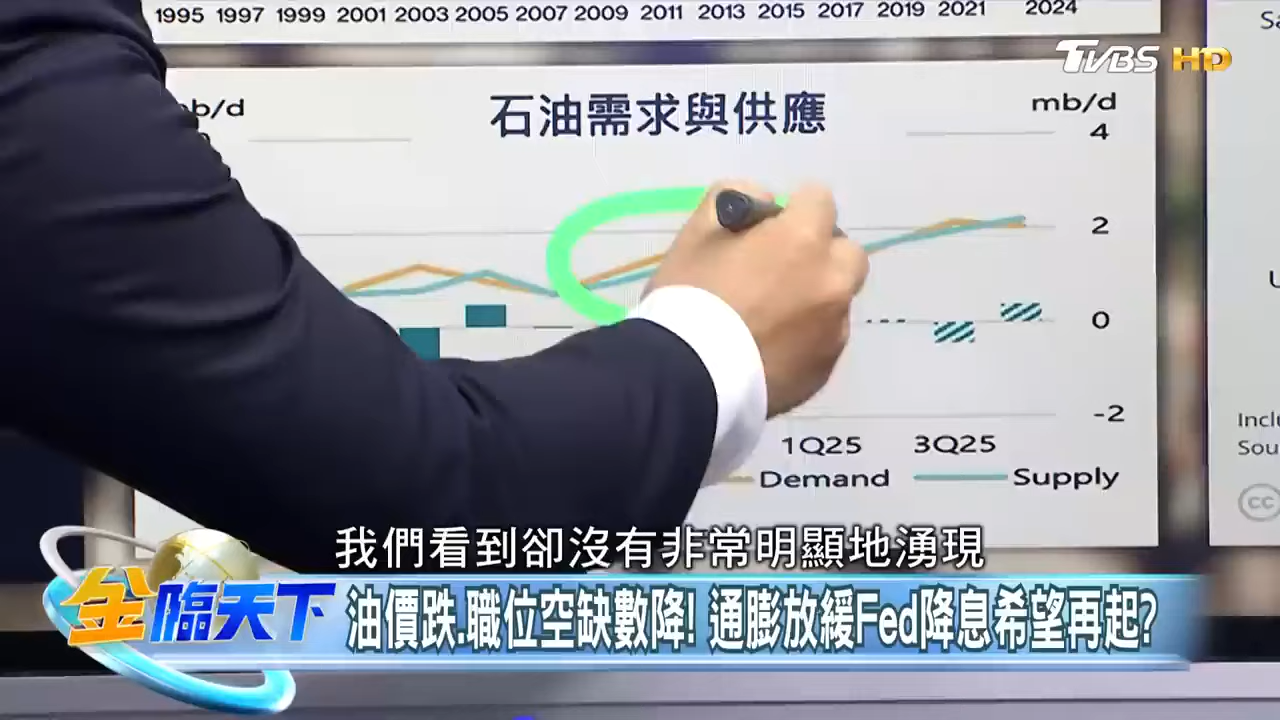 1995 1997 1999 2001 2003 2005 2007 2009 2011 2013 2015 2017 2019 2021 2024
TVBS HD
石油需求與供應
mb/d
4
2
0
-2
1Q25 3Q25
Demand Supply
我們看到卻沒有非常明顯地湧現
金臨天下
油價跌.職位空缺數降! 通膨放緩Fed降息希望再起?
cc